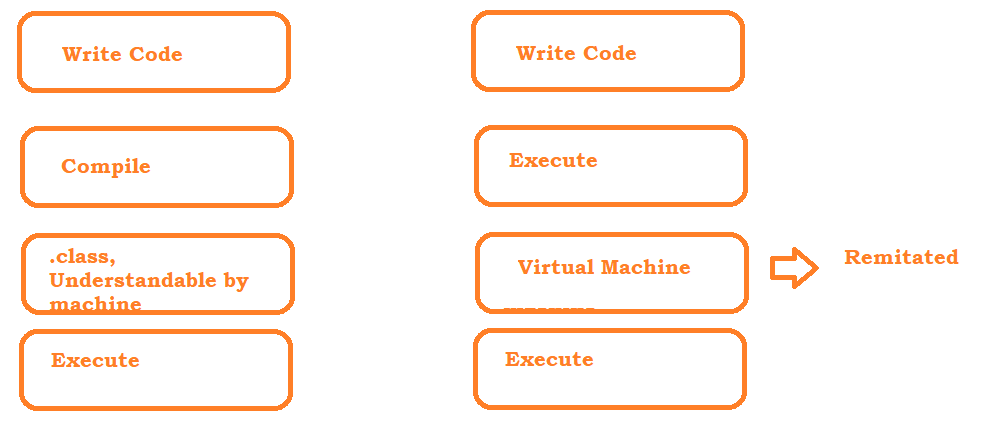 Write Code
Compile
.class,
Understandable by
machine
Execute
Write Code
Execute
Virtual Machine
Remitated
Execute